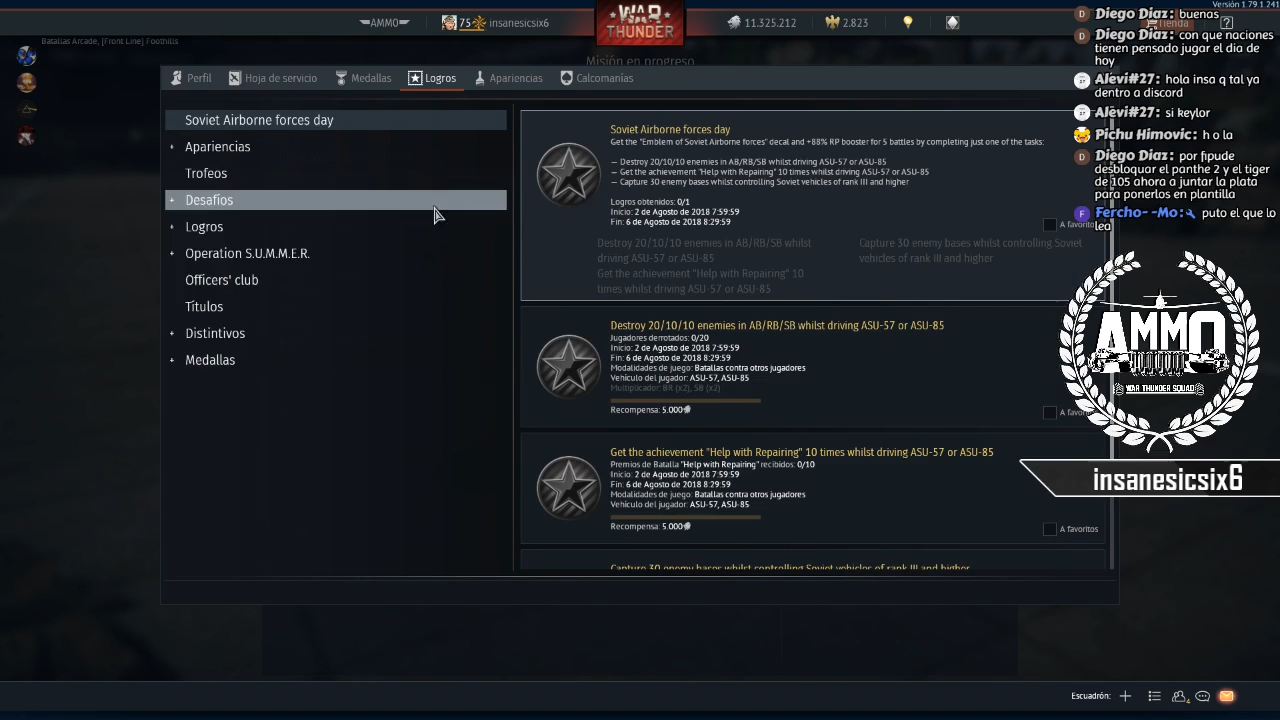 Versión 1.79.1.241
AMMO
75 insanesicsix6
WAR THUNDER
11.325.212
2.823
Tienda
?
Batallas Arcade, [Front Line] Foothills
Misión en progreso
Perfil
Hoja de servicio
Medallas
Logros
Apariencias
Calcomanías
Soviet Airborne forces day
+ Apariencias
Trofeos
+ Desafíos
Logros
+ Operation S.U.M.M.E.R.
Officers' club
Títulos
+ Distintivos
+ Medallas
Soviet Airborne forces day
Get the "Emblem of Soviet Airborne forces" decal and +88% RP booster for 5 battles by completing just one of the tasks:
— Destroy 20/10/10 enemies in AB/RB/SB whilst driving ASU-57 or ASU-85
— Get the achievement "Help with Repairing" 10 times whilst driving ASU-57 or ASU-85
— Capture 30 enemy bases whilst controlling Soviet vehicles of rank III and higher
Logros obtenidos: 0/1
Inicio: 2 de Agosto de 2018 7:59:59
Fin: 6 de Agosto de 2018 8:29:59
A favorito
Destroy 20/10/10 enemies in AB/RB/SB whilst
driving ASU-57 or ASU-85
Get the achievement "Help with Repairing" 10
times whilst driving ASU-57 or ASU-85
Capture 30 enemy bases whilst controlling Soviet
vehicles of rank III and higher
Destroy 20/10/10 enemies in AB/RB/SB whilst driving ASU-57 or ASU-85
Jugadores derrotados: 0/20
Inicio: 2 de Agosto de 2018 7:59:59
Fin: 6 de Agosto de 2018 8:29:59
Modalidades de juego: Batallas contra otros jugadores
Vehículo del jugador: ASU-57, ASU-85
Multiplicador: BR (x2), SB (x2)
Recompensa: 5.000
A favo
Get the achievement "Help with Repairing" 10 times whilst driving ASU-57 or ASU-85
Premios de Batalla "Help with Repairing" recibidos: 0/10
Inicio: 2 de Agosto de 2018 7:59:59
Fin: 6 de Agosto de 2018 8:29:59
Modalidades de juego: Batallas contra otros jugadores
Vehículo del jugador: ASU-57, ASU-85
Recompensa: 5.000
A favoritos
Capture 30 enemy bases whilst controlling Soviet vehicles of rank III and higher
D Diego Diaz: buenas
D Diego Diaz: con que naciones
tienen pensado jugar el dia de
hoy
Alevi#27: hola insa q tal ya
dentro a discord
Alevi#27: si keylor
Pichu Himovic: h o la
D Diego Diaz: por fipude
desbloquar el panthe 2 y el tiger
de 105 ahora a juntar la plata
para ponerlos en plantilla
F Fercho--Mo: puto el que lo
lea
AMMO
WAR THUNDER SQUAD
insanesicsix6
Escuadrón: +
4